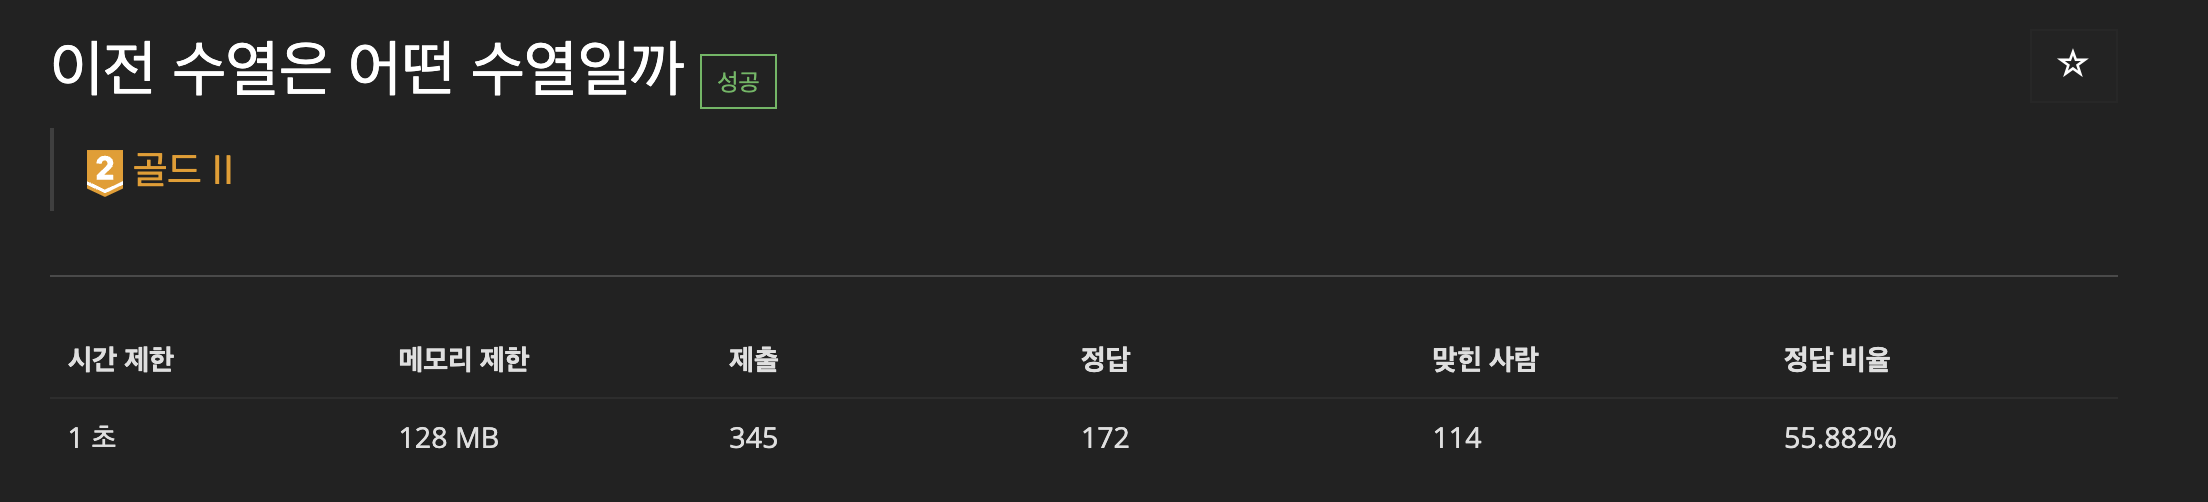 이전 수열은 어떤 수열일까 성공
2 골드 II
시간 제한 메모리 제한 제출 정답 맞힌 사람 정답 비율
1 초 128 MB 345 172 114 55.882%